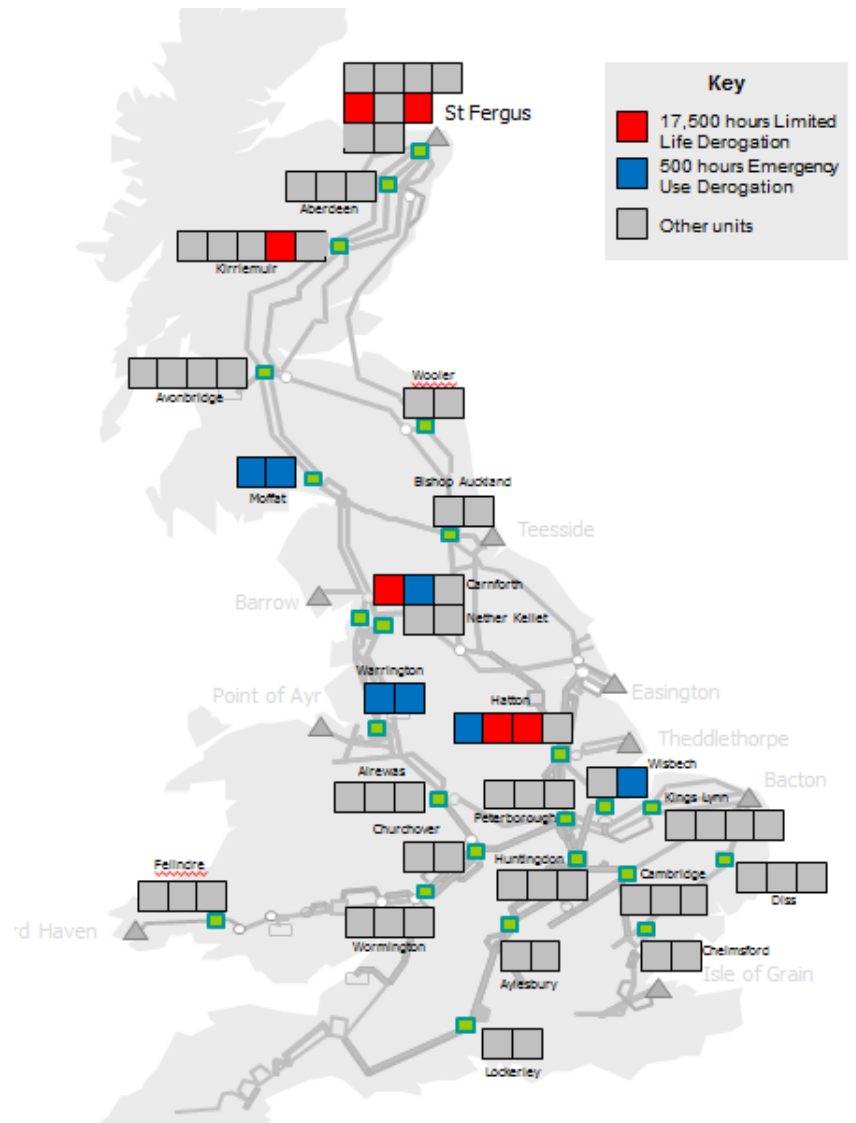 Key
17,500 hours Limited
Life Derogation
500 hours Emergency
Use Derogation
Other units
St Fergus
Aberdeen
Kirriemuir
Avonbridge
Wooler
Moffat
Bishop Auckland
Teesside
Carnforth
Barrow
Nether Kellet
Warrington
Point of Ayr
Hatton
Easington
Theddlethorpe
Wisbech
Alrewas
Bacton
Kings Lynn
Peterborough
Churchover
Felindre
Huntingdon
Cambridge
Diss
rd Haven
Wormington
Chelmsford
Isle of Grain
Aylesbury
Lockerley